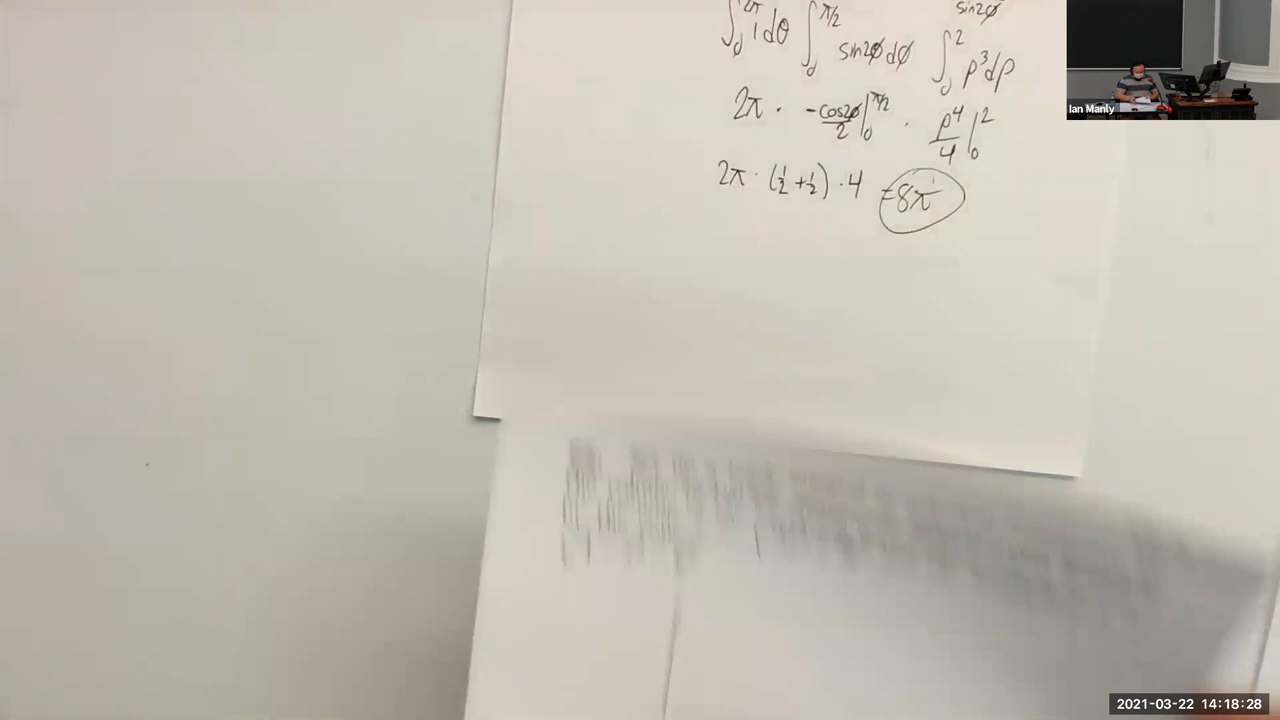 sin2φ
∫₀^2π 1dθ ∫₀^π/2 sin2φ dφ ∫₀^2 ρ³dρ
2π · -cos2φ/2 |₀^π/2 · ρ⁴/4 |₀^2
2π · (1/2 + 1/2) · 4 = 8π
Ian Manly
2021-03-22 14:18:28